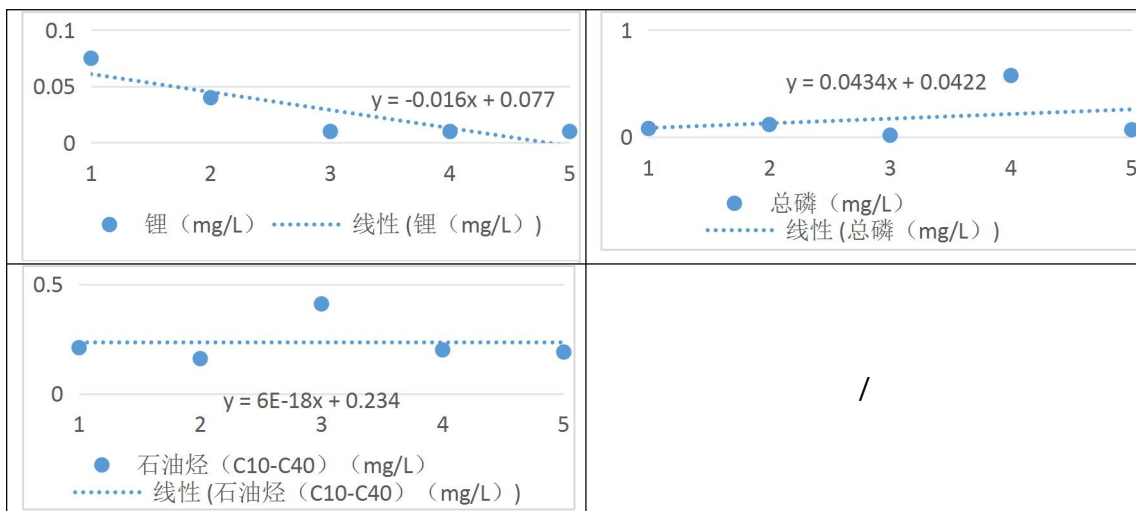 0.1
0.05
0
y = -0.016x + 0.077
1 2 3 4 5
锂（mg/L） 线性 (锂（mg/L）)
1
0
y = 0.0434x + 0.0422
1 2 3 4 5
总磷（mg/L）
线性 (总磷（mg/L）)
0.5
0
y = 6E-18x + 0.234
1 2 3 4 5
石油烃（C10-C40）（mg/L）
线性 (石油烃（C10-C40）（mg/L）)
/